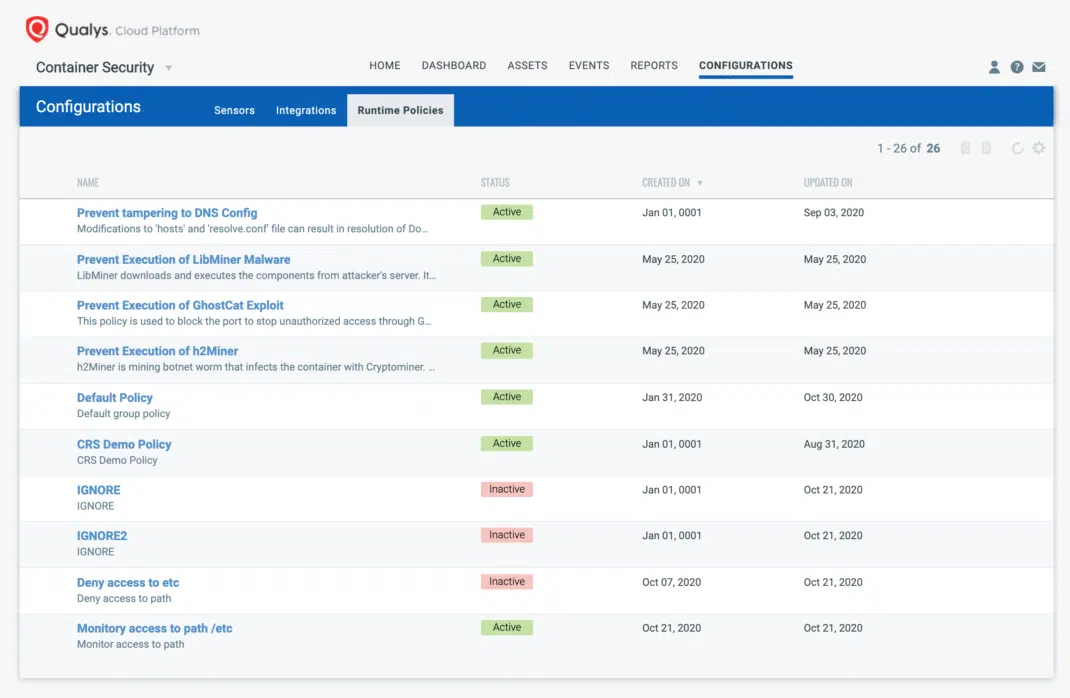 Qualys. Cloud Platform
Container Security
HOME DASHBOARD ASSETS EVENTS REPORTS CONFIGURATIONS
Configurations
Sensors Integrations Runtime Policies
1 - 26 of 26
NAME STATUS CREATED ON UPDATED ON
Prevent tampering to DNS Config Active Jan 01, 0001 Sep 03, 2020
Modifications to 'hosts' and 'resolve.conf' file can result in resolution of Do...
Prevent Execution of LibMiner Malware Active May 25, 2020 May 25, 2020
LibMiner downloads and executes the components from attacker's server. It...
Prevent Execution of GhostCat Exploit Active May 25, 2020 May 25, 2020
This policy is used to block the port to stop unauthorized access through G...
Prevent Execution of h2Miner Active May 25, 2020 May 25, 2020
h2Miner is mining botnet worm that infects the container with Cryptominer. ...
Default Policy Active Jan 31, 2020 Oct 30, 2020
Default group policy
CRS Demo Policy Active Jan 01, 0001 Aug 31, 2020
CRS Demo Policy
IGNORE Inactive Jan 01, 0001 Oct 21, 2020
IGNORE
IGNORE2 Inactive Jan 01, 0001 Oct 21, 2020
IGNORE
Deny access to etc Inactive Oct 07, 2020 Oct 21, 2020
Deny access to path
Monitory access to path /etc Active Oct 21, 2020 Oct 21, 2020
Monitor access to path